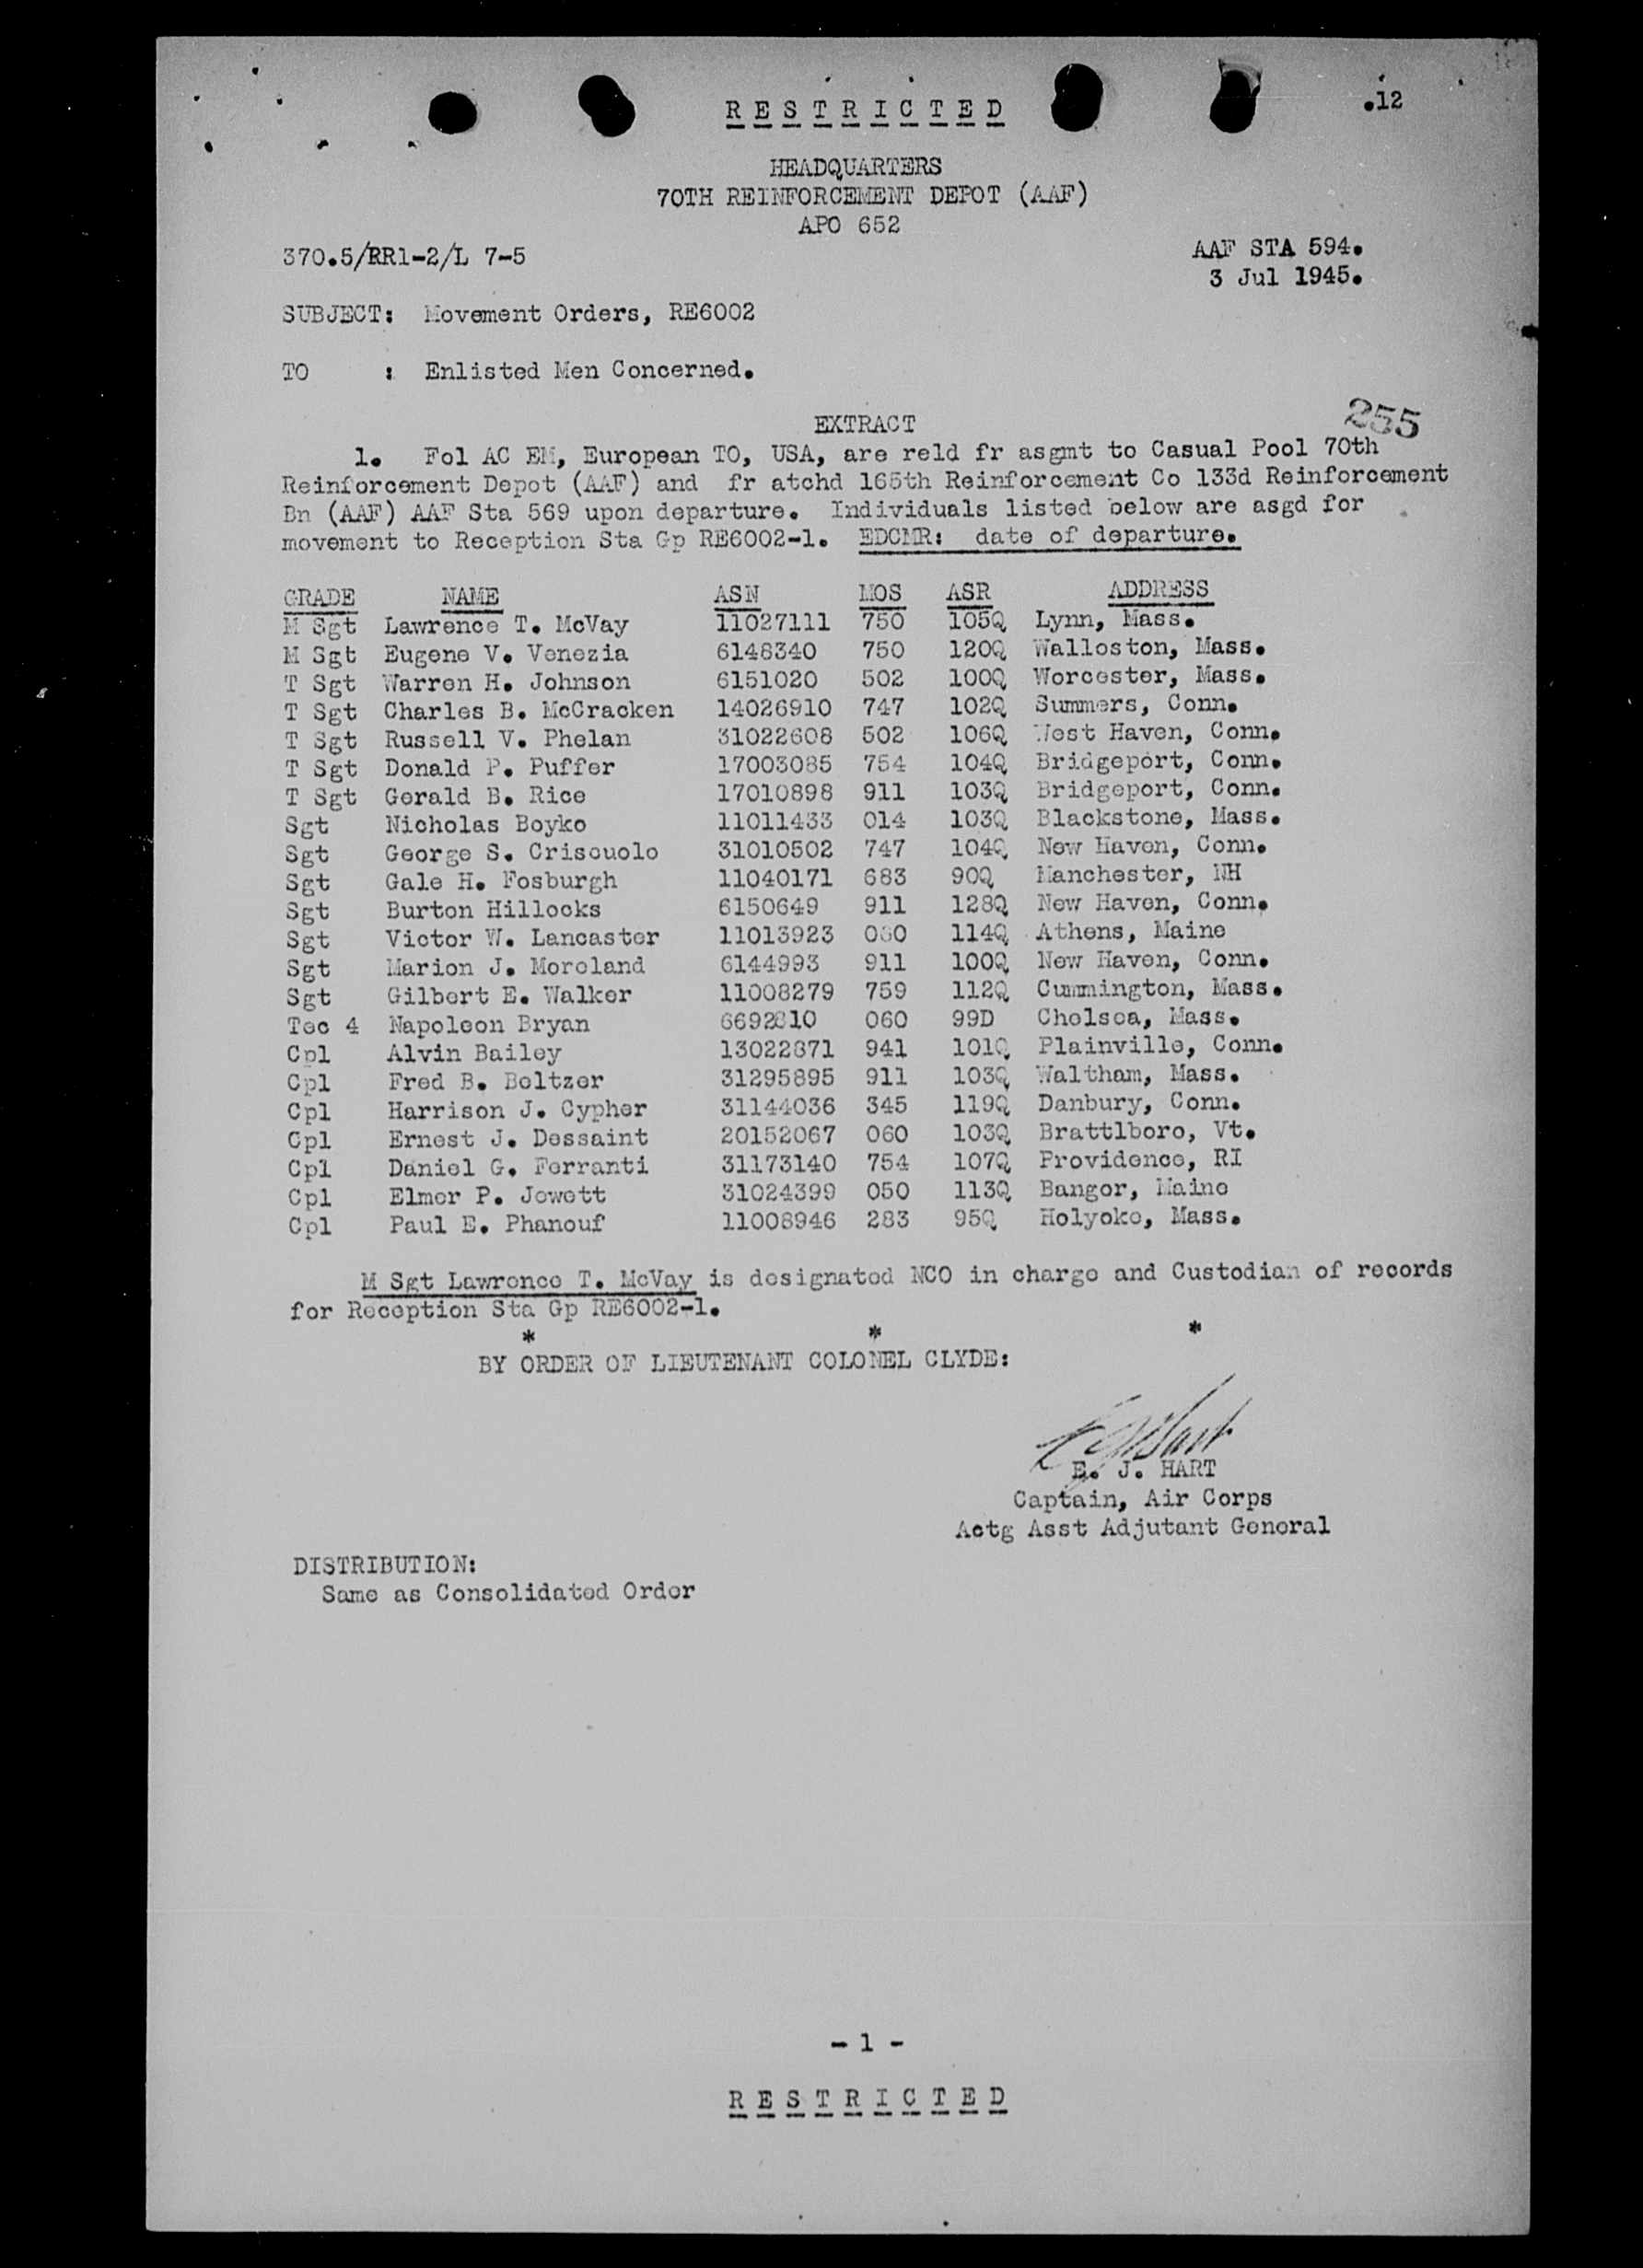 RESTRICTED
.12
HEADQUARTERS
70TH REINFORCEMENT DEPOT (AAF)
APO 652
370.5/RR1-2/L 7-5
AAF STA 594.
3 Jul 1945.
SUBJECT: Movement Orders, RE6002
TO : Enlisted Men Concerned.
255
EXTRACT
1. Fol AC EM, European TO, USA, are reld fr asgmt to Casual Pool 70th
Reinforcement Depot (AAF) and fr atchd 165th Reinforcement Co 133d Reinforcement
Bn (AAF) AAF Sta 569 upon departure. Individuals listed below are asgd for
movement to Reception Sta Gp RE6002-1. EDCMR: date of departure.
GRADE NAME ASN MOS ASR ADDRESS
M Sgt Lawrence T. McVay 11027111 750 105Q Lynn, Mass.
M Sgt Eugene V. Venezia 6148340 750 120Q Walloston, Mass.
T Sgt Warren H. Johnson 6151020 502 100Q Worcester, Mass.
T Sgt Charles B. McCracken 14026910 747 102Q Summers, Conn.
T Sgt Russell V. Phelan 31022608 502 106Q West Haven, Conn.
T Sgt Donald P. Puffer 17003085 754 104Q Bridgeport, Conn.
T Sgt Gerald B. Rice 17010898 911 103Q Bridgeport, Conn.
Sgt Nicholas Boyko 11011433 014 103Q Blackstone, Mass.
Sgt George S. Criscuolo 31010502 747 104Q New Haven, Conn.
Sgt Gale H. Fosburgh 11040171 683 90Q Manchester, NH
Sgt Burton Hillocks 6150649 911 128Q New Haven, Conn.
Sgt Victor W. Lancaster 11013923 114Q Athens, Maine
Sgt Marion J. Moreland 6144993 911 100Q New Haven, Conn.
Sgt Gilbert E. Walker 11008279 759 112Q Cummington, Mass.
Tec 4 Napoleon Bryan 6692810 060 99D Chelsea, Mass.
Cpl Alvin Bailey 13022871 941 101Q Plainville, Conn.
Cpl Fred B. Beltzer 31295895 911 103Q Waltham, Mass.
Cpl Harrison J. Cypher 31144036 345 119Q Danbury, Conn.
Cpl Ernest J. Dessaint 20152067 060 103Q Brattlboro, Vt.
Cpl Daniel G. Ferranti 31173140 754 107Q Providence, RI
Cpl Elmer P. Jewett 31024399 050 113Q Bangor, Maine
Cpl Paul E. Phanouf 11008946 283 95Q Holyoke, Mass.
M Sgt Lawrence T. McVay is designated NCO in charge and Custodian of records
for Reception Sta Gp RE6002-1.
* * *
BY ORDER OF LIEUTENANT COLONEL CLYDE:
E. J. HART
Captain, Air Corps
Actg Asst Adjutant General
DISTRIBUTION:
Same as Consolidated Order
- 1 -
RESTRICTED